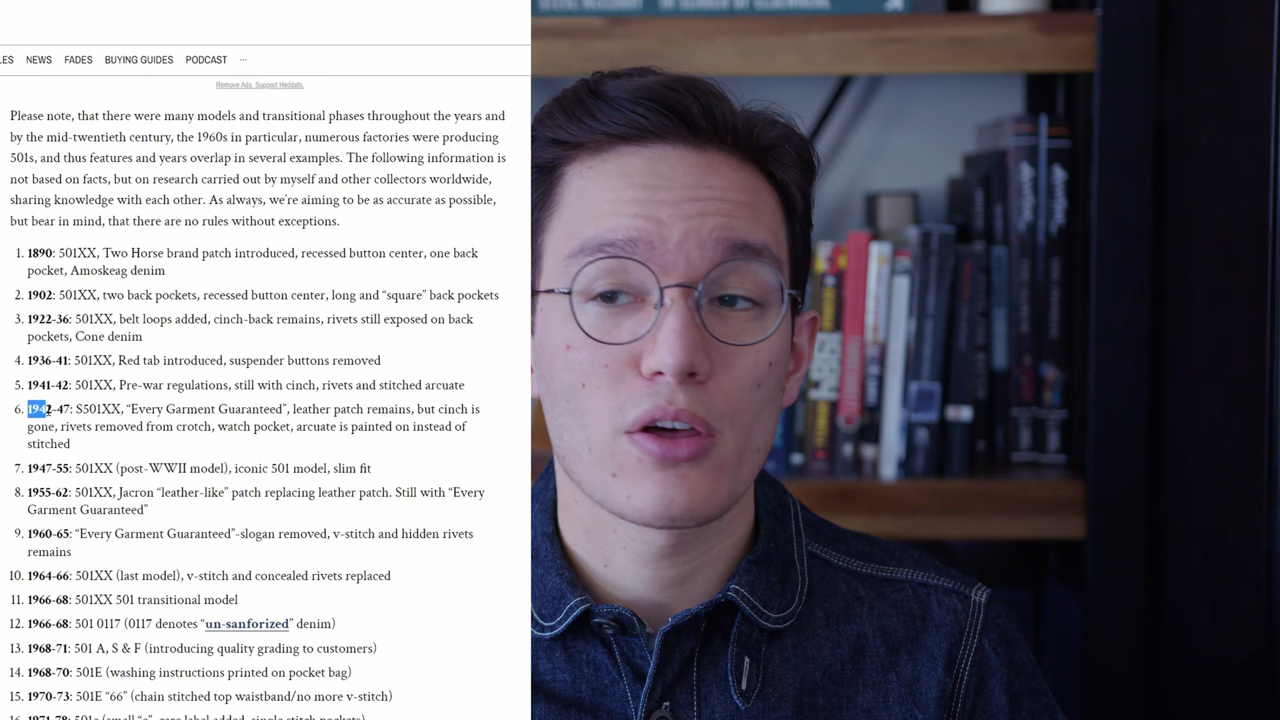 LES NEWS FADES BUYING GUIDES PODCAST ···
Remove Ads. Support Heddels.
Please note, that there were many models and transitional phases throughout the years and
by the mid-twentieth century, the 1960s in particular, numerous factories were producing
501s, and thus features and years overlap in several examples. The following information is
not based on facts, but on research carried out by myself and other collectors worldwide,
sharing knowledge with each other. As always, we're aiming to be as accurate as possible,
but bear in mind, that there are no rules without exceptions.
1. 1890: 501XX, Two Horse brand patch introduced, recessed button center, one back
pocket, Amoskeag denim
2. 1902: 501XX, two back pockets, recessed button center, long and “square” back pockets
3. 1922-36: 501XX, belt loops added, cinch-back remains, rivets still exposed on back
pockets, Cone denim
4. 1936-41: 501XX, Red tab introduced, suspender buttons removed
5. 1941-42: 501XX, Pre-war regulations, still with cinch, rivets and stitched arcuate
6. 1942-47: S501XX, “Every Garment Guaranteed”, leather patch remains, but cinch is
gone, rivets removed from crotch, watch pocket, arcuate is painted on instead of
stitched
7. 1947-55: 501XX (post-WWII model), iconic 501 model, slim fit
8. 1955-62: 501XX, Jacron “leather-like” patch replacing leather patch. Still with “Every
Garment Guaranteed”
9. 1960-65: “Every Garment Guaranteed”-slogan removed, v-stitch and hidden rivets
remains
10. 1964-66: 501XX (last model), v-stitch and concealed rivets replaced
11. 1966-68: 501XX 501 transitional model
12. 1966-68: 501 0117 (0117 denotes “un-sanforized” denim)
13. 1968-71: 501 A, S & F (introducing quality grading to customers)
14. 1968-70: 501E (washing instructions printed on pocket bag)
15. 1970-73: 501E “66” (chain stitched top waistband/no more v-stitch)
16. 1971-78: 501e (small “e”, care label added, single stitch pockets)